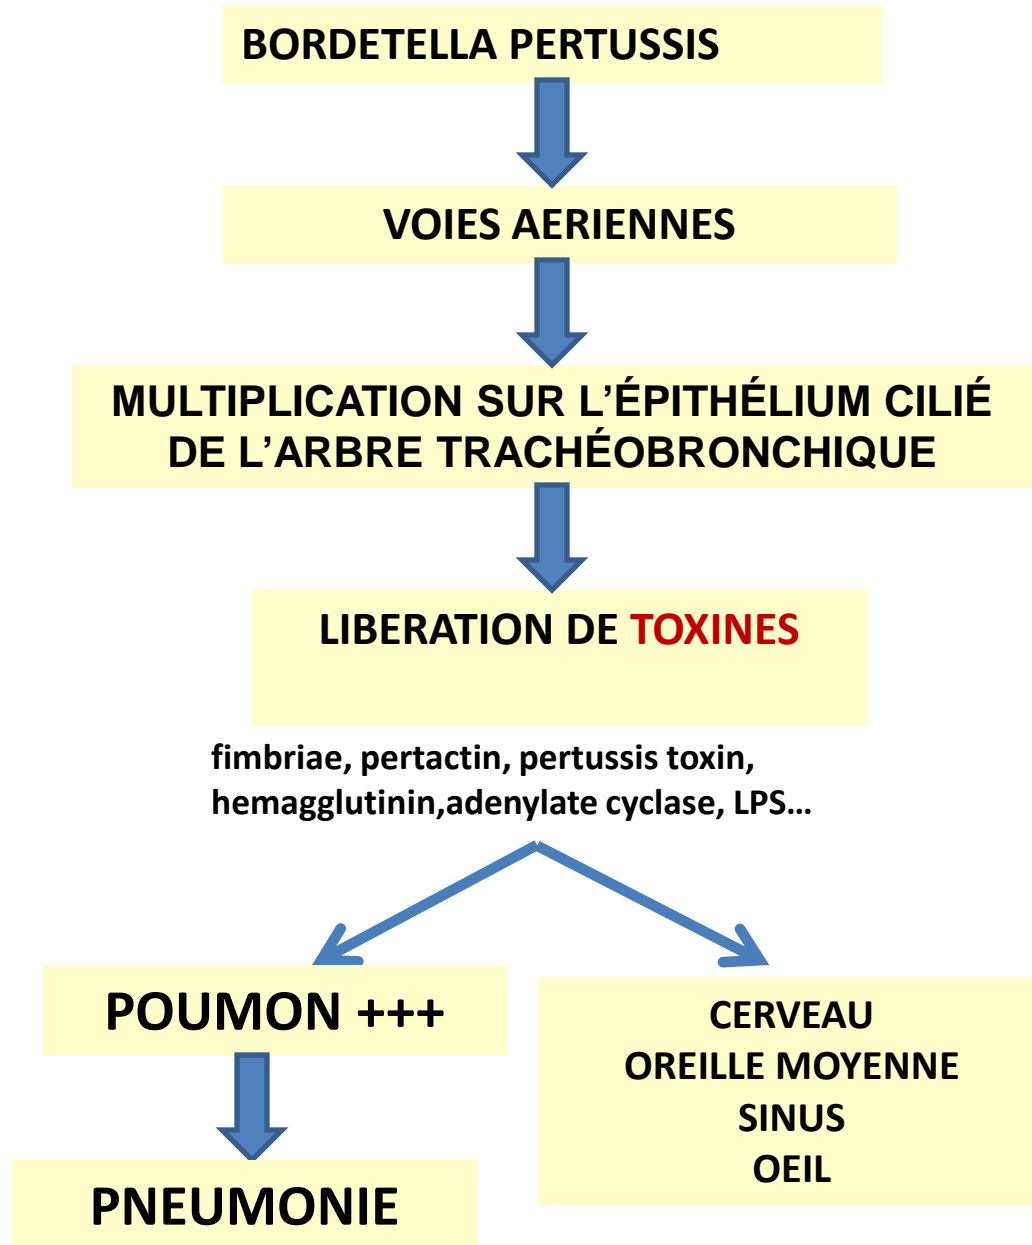 BORDETELLA PERTUSSIS
VOIES AERIENNES
MULTIPLICATION SUR L’ÉPITHÉLIUM CILIÉ
DE L’ARBRE TRACHÉOBRONCHIQUE
LIBERATION DE TOXINES
fimbriae, pertactin, pertussis toxin,
hemagglutinin,adenylate cyclase, LPS…
POUMON +++
PNEUMONIE
CERVEAU
OREILLE MOYENNE
SINUS
OEIL